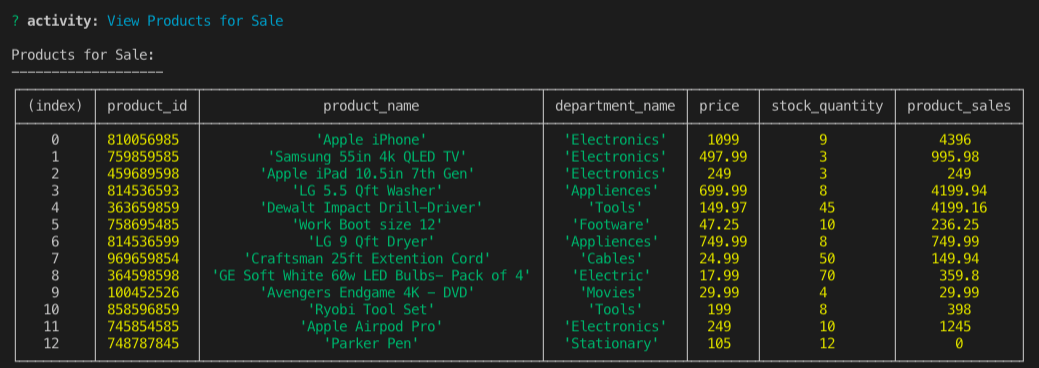 ? activity: View Products for Sale
Products for Sale:
-------------------
(index) product_id product_name department_name price stock_quantity product_sales
0 810056985 'Apple iPhone' 'Electronics' 1099 9 4396
1 759859585 'Samsung 55in 4k QLED TV' 'Electronics' 497.99 3 995.98
2 459689598 'Apple iPad 10.5in 7th Gen' 'Electronics' 249 3 249
3 814536593 'LG 5.5 Qft Washer' 'Appliences' 699.99 8 4199.94
4 363659859 'Dewalt Impact Drill-Driver' 'Tools' 149.97 45 4199.16
5 758695485 'Work Boot size 12' 'Footware' 47.25 10 236.25
6 814536599 'LG 9 Qft Dryer' 'Appliences' 749.99 8 749.99
7 969659854 'Craftsman 25ft Extention Cord' 'Cables' 24.99 50 149.94
8 364598598 'GE Soft White 60w LED Bulbs- Pack of 4' 'Electric' 17.99 70 359.8
9 100452526 'Avengers Endgame 4K - DVD' 'Movies' 29.99 4 29.99
10 858596859 'Ryobi Tool Set' 'Tools' 199 8 398
11 745854585 'Apple Airpod Pro' 'Electronics' 249 10 1245
12 748787845 'Parker Pen' 'Stationary' 105 12 0